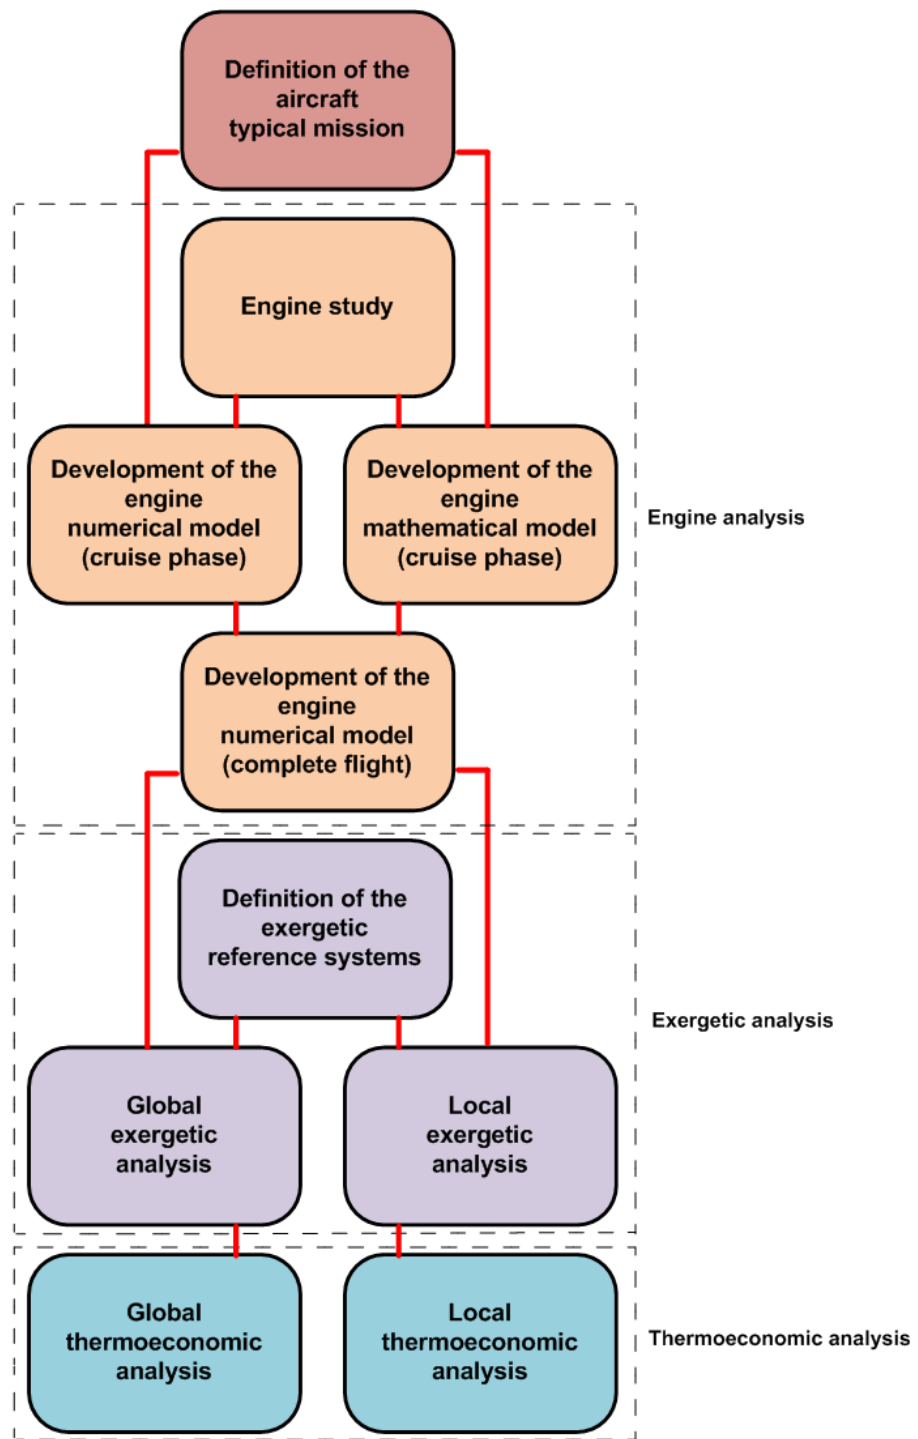 Definition of the
aircraft
typical mission
Engine study
Development of the
engine
numerical model
(cruise phase)
Development of the
engine
mathematical model
(cruise phase)
Engine analysis
Development of the
engine
numerical model
(complete flight)
Definition of the
exergetic
reference systems
Exergetic analysis
Global
exergetic
analysis
Local
exergetic
analysis
Global
thermoeconomic
analysis
Local
thermoeconomic
analysis
Thermoeconomic analysis